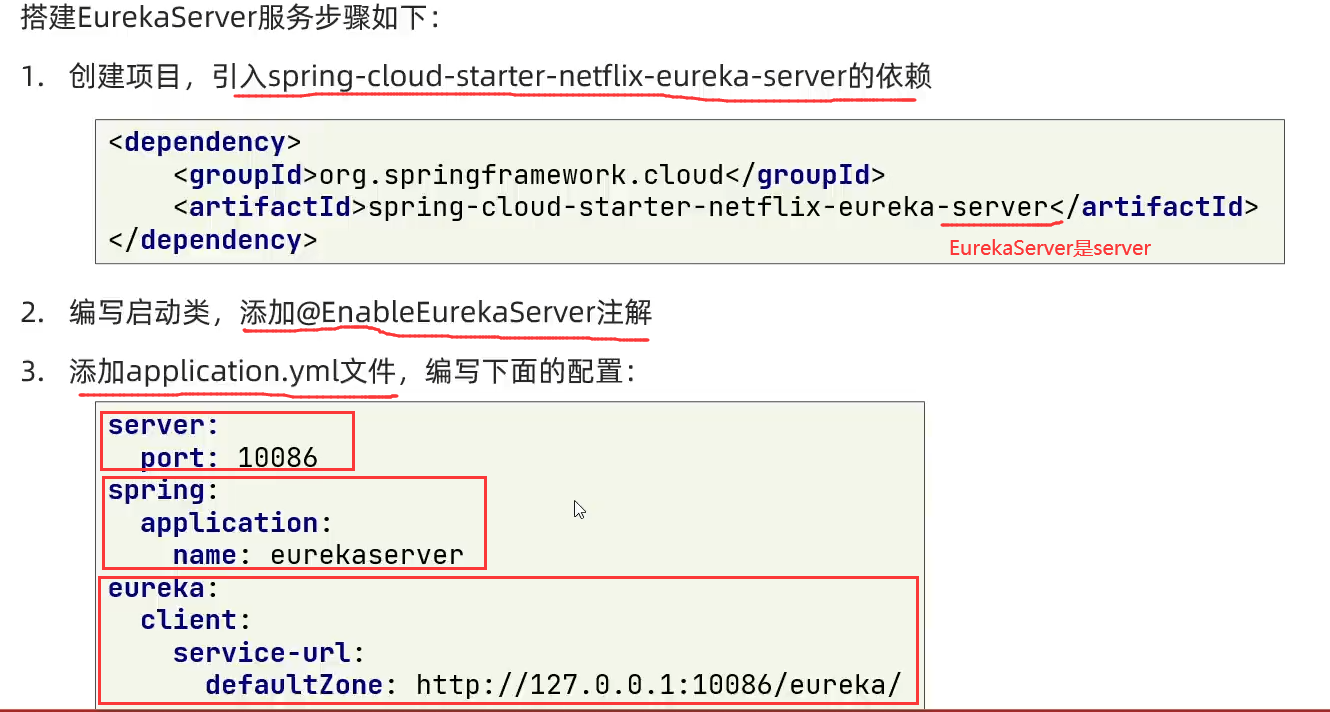 搭建EurekaServer服务步骤如下：
1. 创建项目，引入spring-cloud-starter-netflix-eureka-server的依赖
<dependency>
    <groupId>org.springframework.cloud</groupId>
    <artifactId>spring-cloud-starter-netflix-eureka-server</artifactId>
</dependency>
EurekaServer是server
2. 编写启动类，添加@EnableEurekaServer注解
3. 添加application.yml文件，编写下面的配置：
server:
  port: 10086
spring:
  application:
    name: eurekaserver
eureka:
  client:
    service-url:
      defaultZone: http://127.0.0.1:10086/eureka/